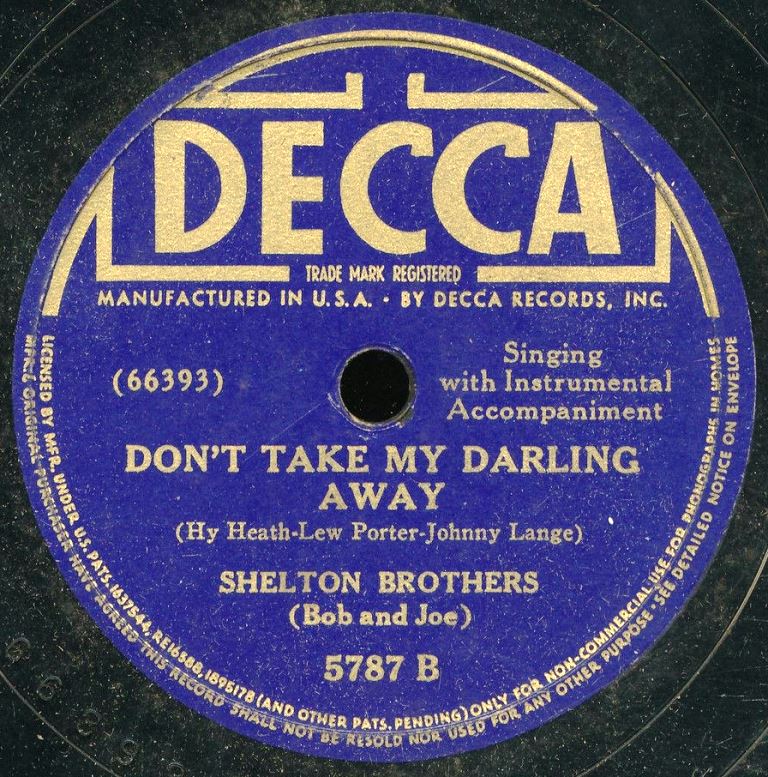 DECCA
TRADE MARK REGISTERED
MANUFACTURED IN U.S.A. · BY DECCA RECORDS, INC.
(66393)
Singing
with Instrumental
Accompaniment
DON'T TAKE MY DARLING
AWAY
(Hy Heath-Lew Porter-Johnny Lange)
SHELTON BROTHERS
(Bob and Joe)
5787 B
LICENSED BY MFR. UNDER U.S. PATS. 1637544, RE16588, 1895178 (AND OTHER PATS. PENDING) ONLY FOR NON-COMMERCIAL USE FOR PHONOGRAPHS IN HOMES
MFR. & ORIGINAL PURCHASER HAVE AGREED THIS RECORD SHALL NOT BE RESOLD NOR USED FOR ANY OTHER PURPOSE · SEE DETAILED NOTICE ON ENVELOPE